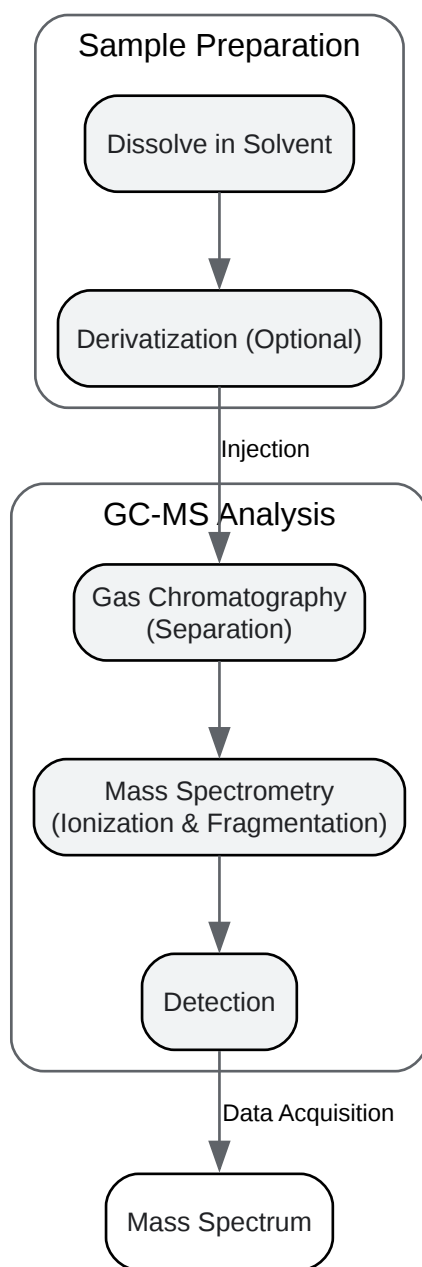 Sample Preparation
Dissolve in Solvent
Derivatization (Optional)
Injection
GC-MS Analysis
Gas Chromatography
(Separation)
Mass Spectrometry
(Ionization & Fragmentation)
Detection
Data Acquisition
Mass Spectrum